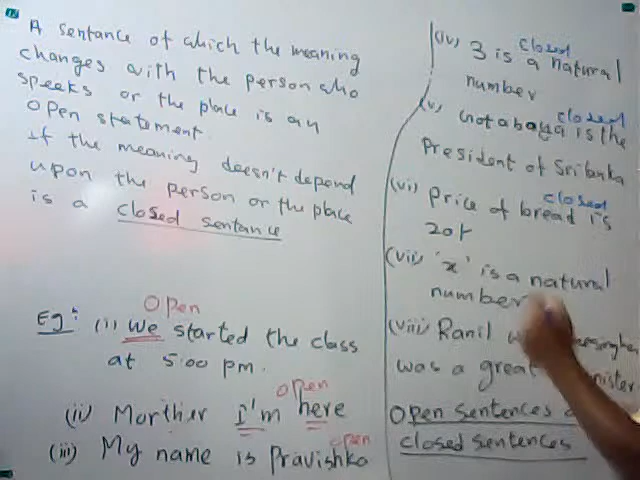 A sentance of which the meaning
changes with the person who
speaks or the place is an
open statement.
If the meaning doesn't depend
upon the person or the place
is a closed sentance
Open
Eg: (i) We started the class
at 5.00 pm.
open
(ii) Morther I'm here
open
(iii) My name is Pravishka
closed
(iv) 3 is a natural
number
closed
(v) Gotabaya is the
President of Srilanka
closed
(vi) price of bread is
20r
(vii) 'x' is a natural
number
(viii) Ranil
was a great
open sentences
closed sentences